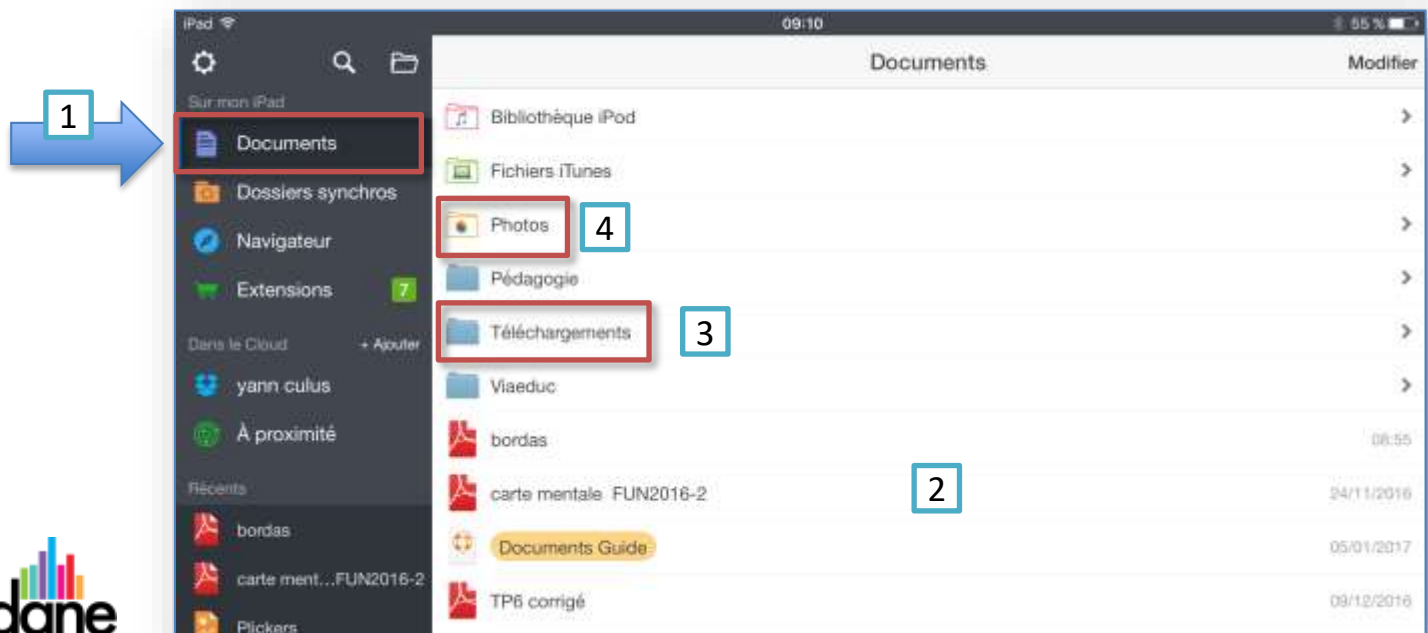 iPad
09:10
55 %
Documents
Modifier
1
Sur mon iPad
Documents
Dossiers synchros
Navigateur
Extensions
7
Dans le Cloud
+ Ajouter
yann culus
À proximité
Récents
bordas
carte ment...FUN2016-2
Plickers
Bibliothèque iPod
Fichiers iTunes
Photos
4
Pédagogie
Téléchargements
3
Viaeduc
bordas
08:55
carte mentale FUN2016-2
2
24/11/2016
Documents Guide
05/01/2017
TP6 corrigé
09/12/2016
dane